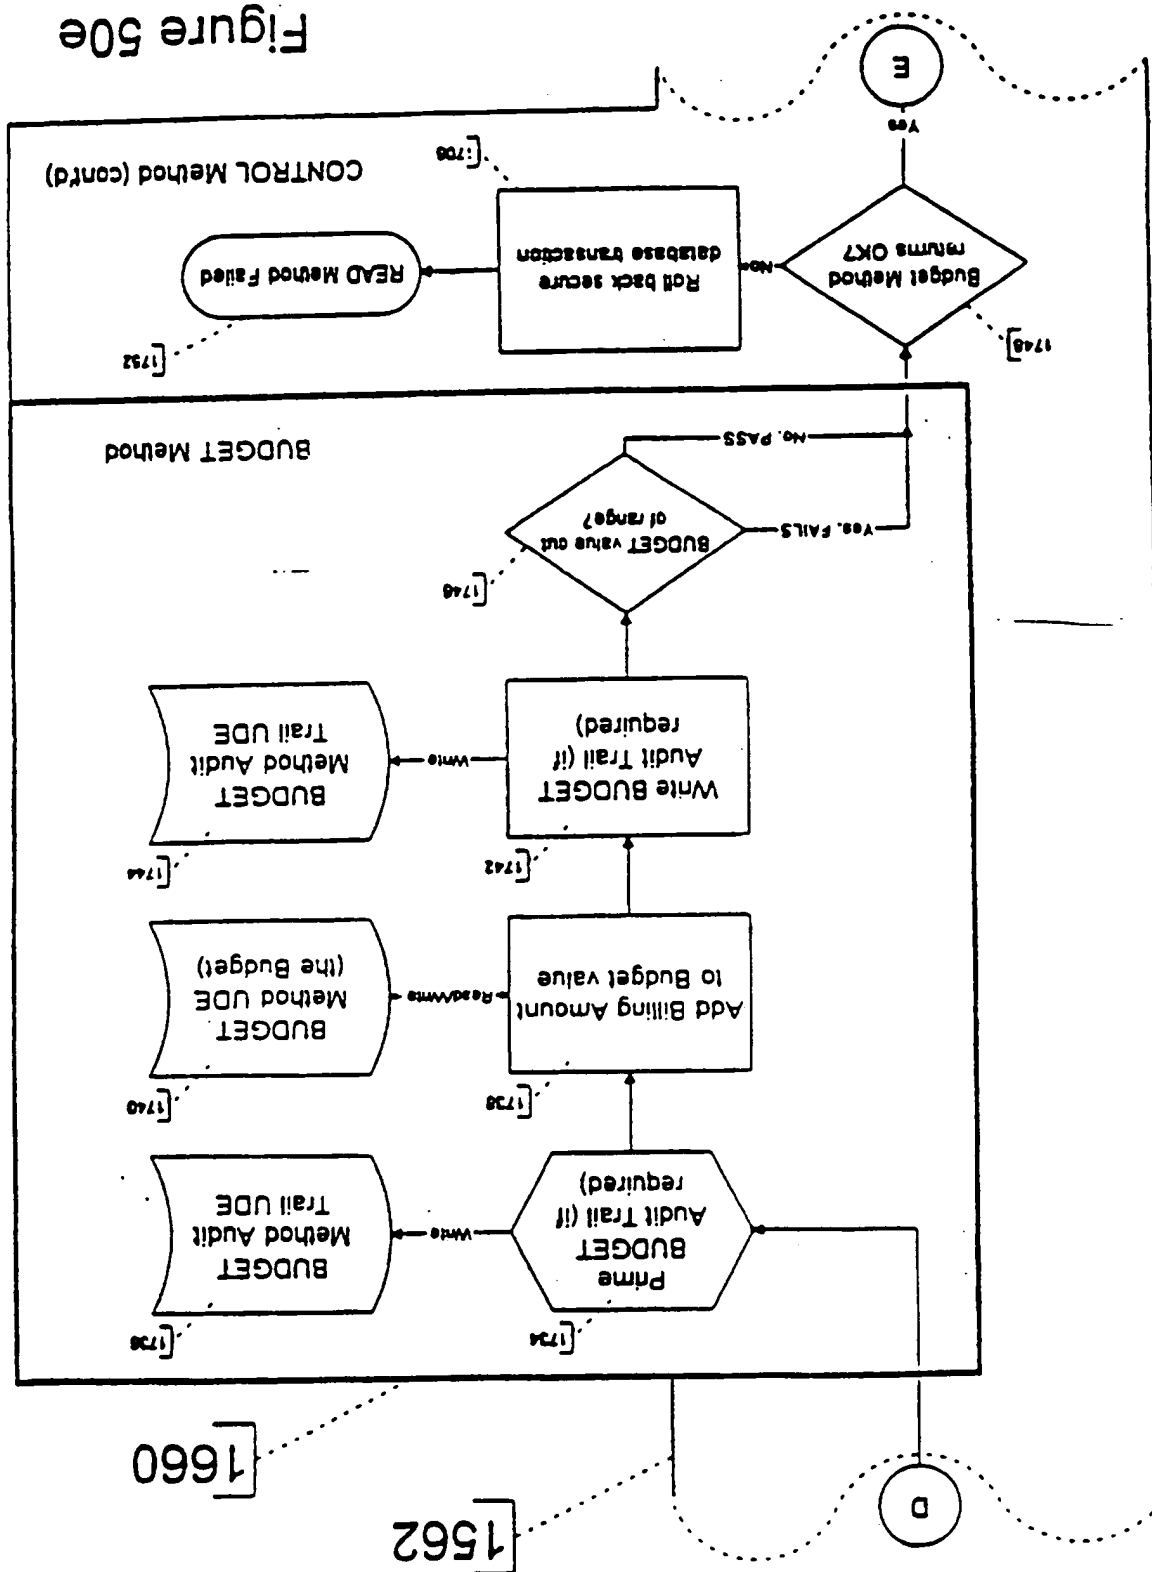 D
1562
1660
1734
1736
Prime
BUDGET
Audit Trail (if
required)
Write
BUDGET
Method Audit
Trail UDE
1738
1740
Add Billing Amount
to Budget value
Read/Write
BUDGET
Method UDE
(the Budget)
1742
1744
Write BUDGET
Audit Trail (if
required)
Write
BUDGET
Method Audit
Trail UDE
1746
BUDGET value out
of range?
Yes, FAILS
No, PASS
BUDGET Method
1748
1752
Budget Method
returns OK?
No
Roll back secure
database transaction
READ Method Failed
CONTROL Method (cont'd)
Yes
E
Figure 50e